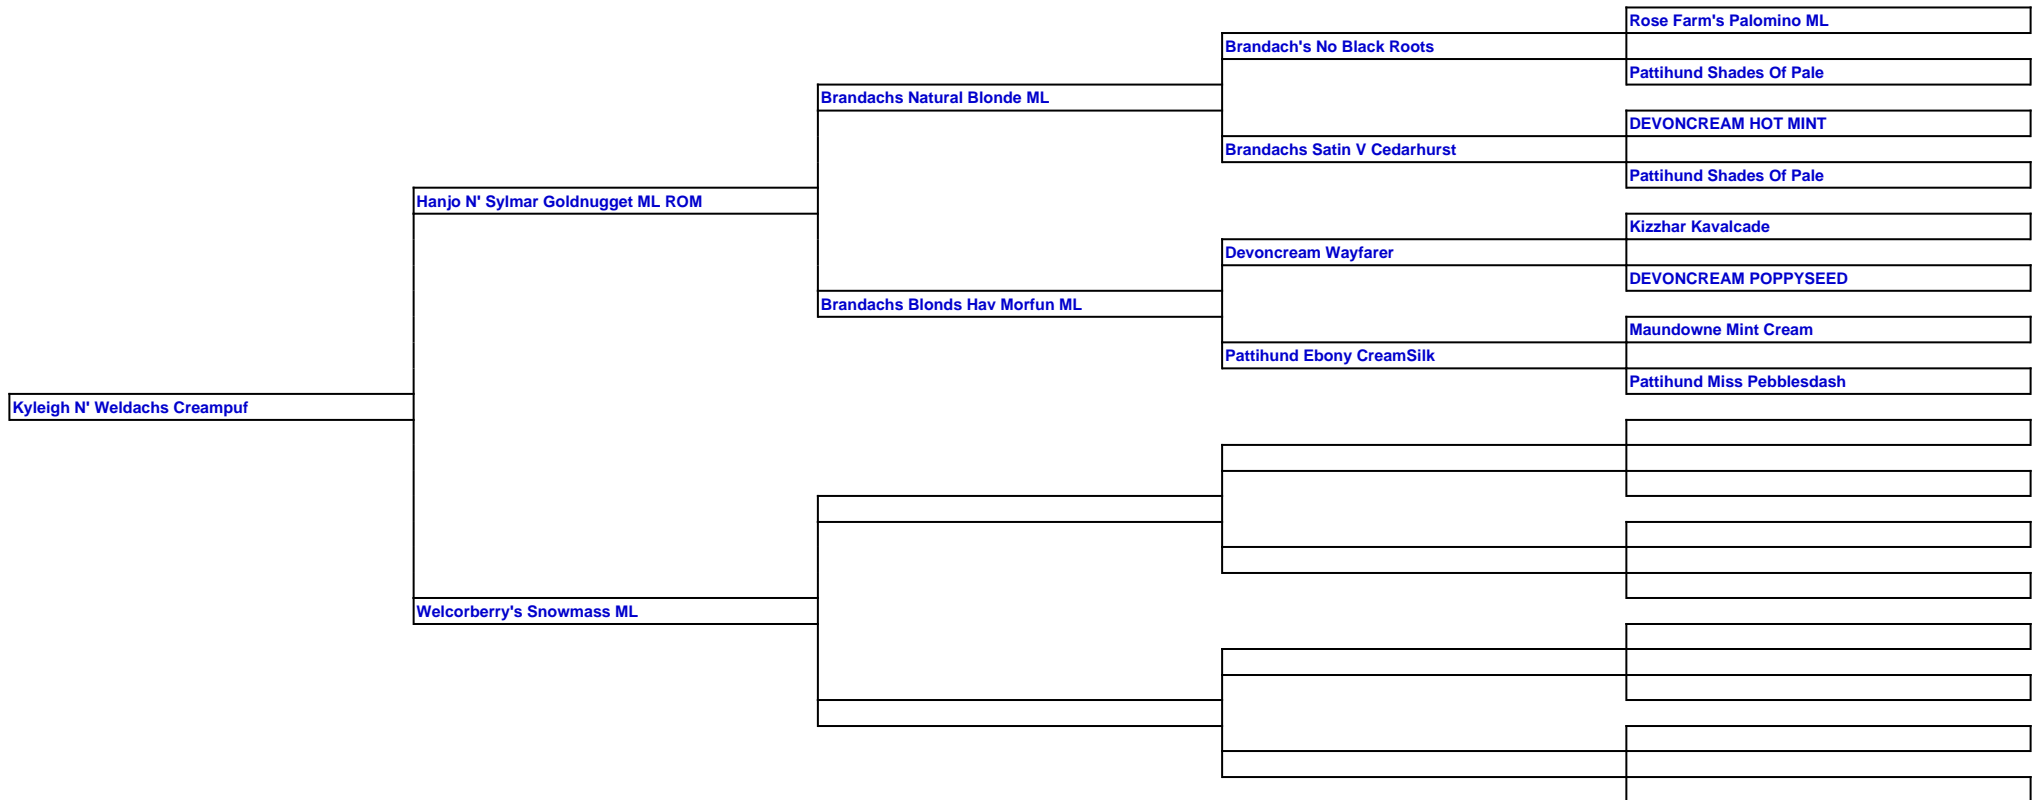 Rose Farm's Palomino ML
Brandach's No Black Roots
Pattihund Shades Of Pale
Brandachs Natural Blonde ML
DEVONCREAM HOT MINT
Brandachs Satin V Cedarhurst
Pattihund Shades Of Pale
Hanjo N' Sylmar Goldnugget ML ROM
Kizzhar Kavalcade
Devoncream Wayfarer
DEVONCREAM POPPYSEED
Brandachs Blonds Hav Morfun ML
Maundowne Mint Cream
Pattihund Ebony CreamSilk
Pattihund Miss Pebblesdash
Kyleigh N' Weldachs Creampuf
Welcorberry's Snowmass ML